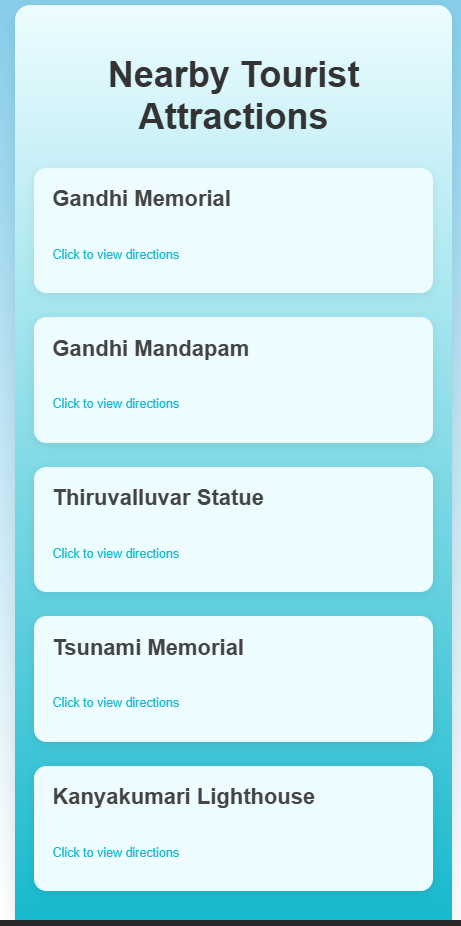 Nearby Tourist
Attractions
Gandhi Memorial
Click to view directions
Gandhi Mandapam
Click to view directions
Thiruvalluvar Statue
Click to view directions
Tsunami Memorial
Click to view directions
Kanyakumari Lighthouse
Click to view directions